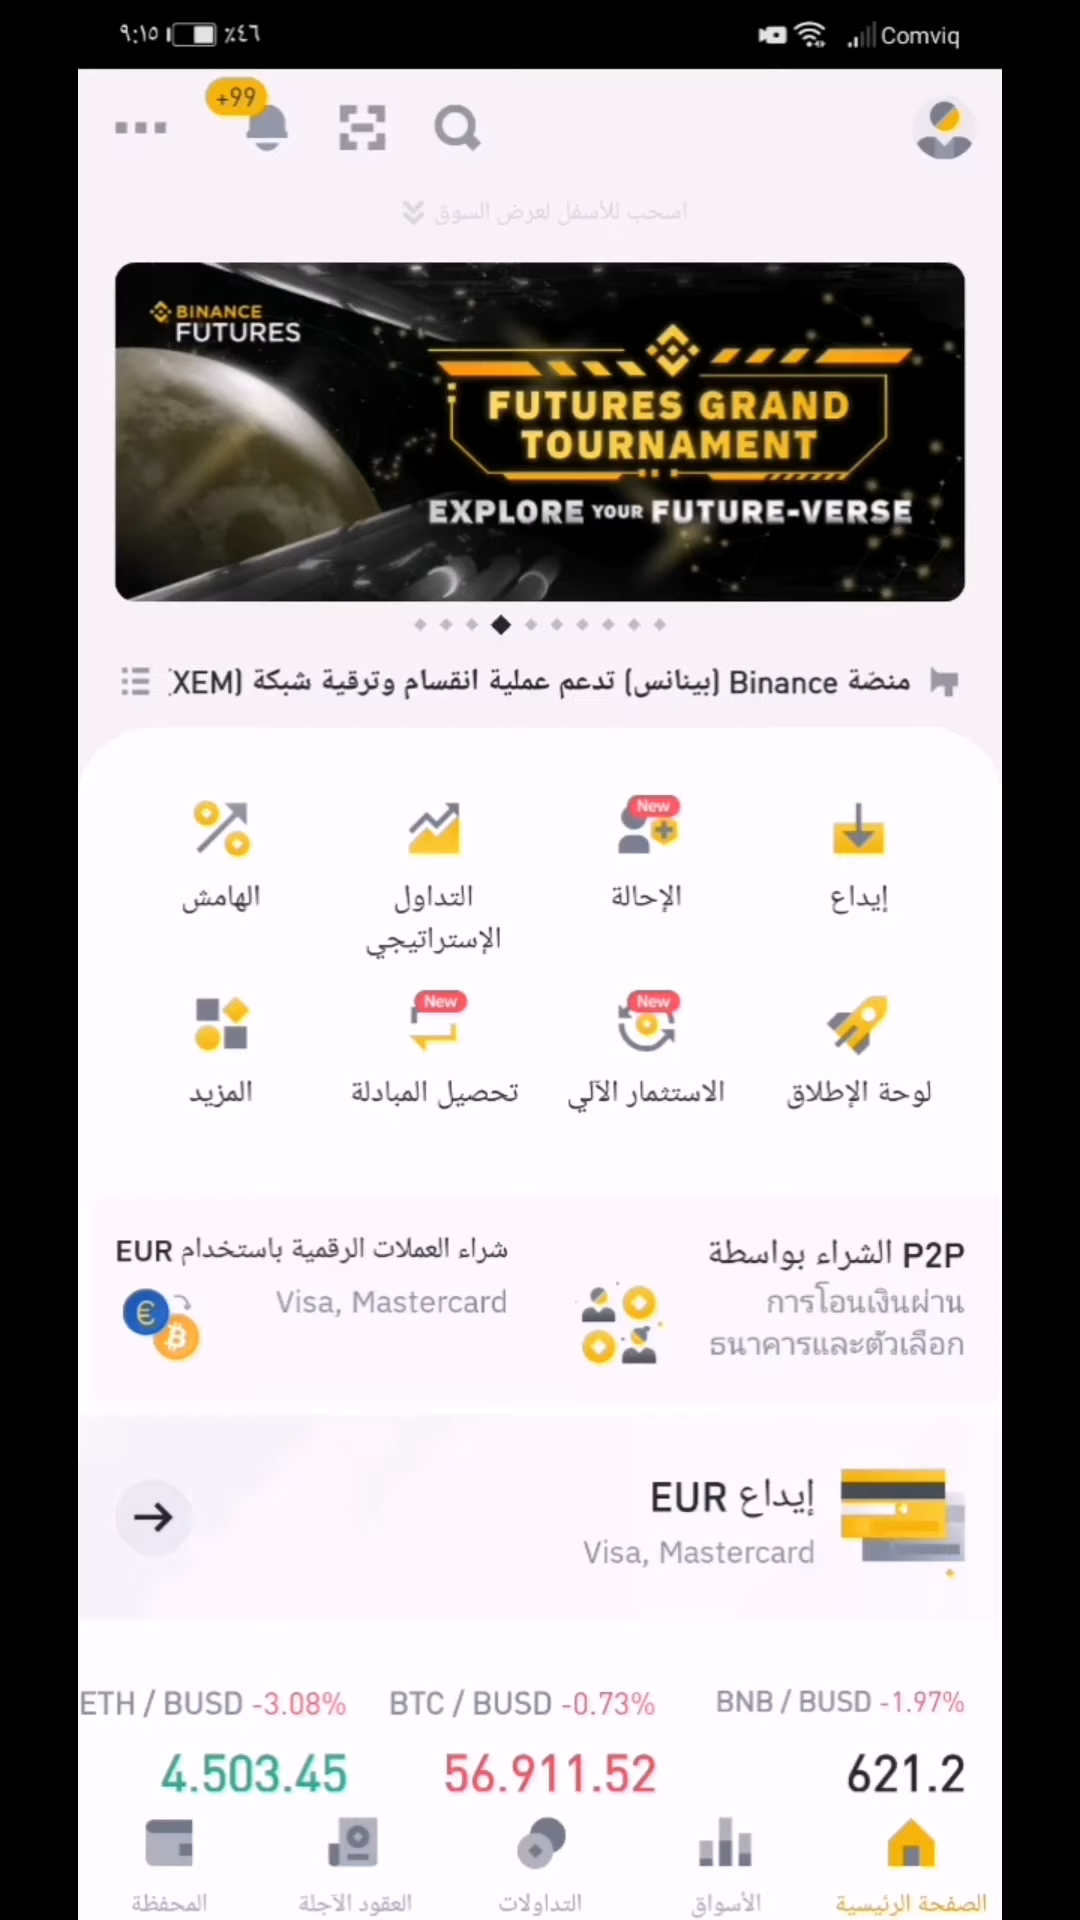 ٩:١٥ ٪٤٦ Comviq
+99
اسحب للأسفل لعرض السوق
BINANCE
FUTURES
FUTURES GRAND
TOURNAMENT
EXPLORE YOUR FUTURE-VERSE
منصّة Binance (بينانس) تدعم عملية انقسام وترقية شبكة (XEM)
New
إيداع
الإحالة
التداول
الإستراتيجي
الهامش
New
New
لوحة الإطلاق
الاستثمار الآلي
تحصيل المبادلة
المزيد
P2P الشراء بواسطة
การโอนเงินผ่าน
ธนาคารและตัวเลือก
شراء العملات الرقمية باستخدام EUR
Visa, Mastercard
إيداع EUR
Visa, Mastercard
BNB / BUSD -1.97%
621.2
BTC / BUSD -0.73%
56.911.52
ETH / BUSD -3.08%
4.503.45
الصفحة الرئيسية
الأسواق
التداولات
العقود الآجلة
المحفظة